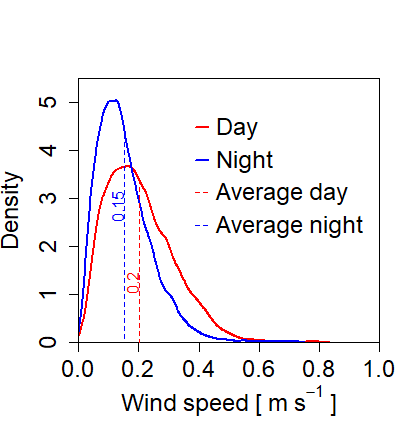 5
4
3
2
1
0
Density
Day
Night
Average day
Average night
0.15
0.2
0.0 0.2 0.4 0.6 0.8 1.0
Wind speed [ m s⁻¹ ]